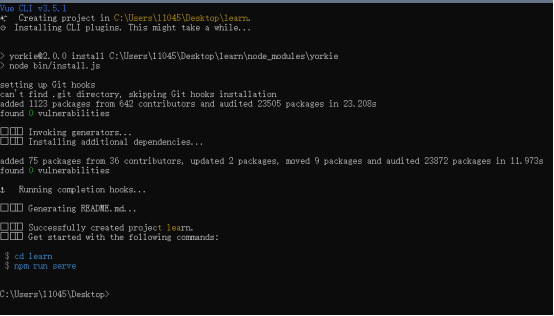 Vue CLI v3.5.1
Creating project in C:\Users\11045\Desktop\learn.
Installing CLI plugins. This might take a while...
> yorkie@2.0.0 install C:\Users\11045\Desktop\learn\node_modules\yorkie
> node bin/install.js
setting up Git hooks
can't find .git directory, skipping Git hooks installation
added 1123 packages from 642 contributors and audited 23505 packages in 23.208s
found 0 vulnerabilities
Invoking generators...
Installing additional dependencies...
added 75 packages from 36 contributors, updated 2 packages, moved 9 packages and audited 23872 packages in 11.973s
found 0 vulnerabilities
Running completion hooks...
Generating README.md...
Successfully created project learn.
Get started with the following commands:
$ cd learn
$ npm run serve
C:\Users\11045\Desktop>